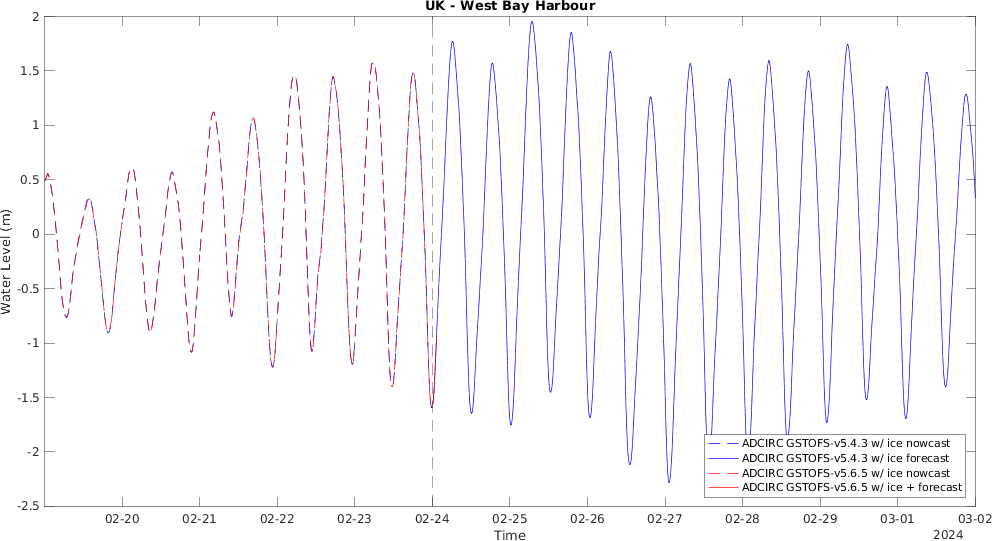 UK - West Bay Harbour
2
1.5
1
0.5
0
-0.5
-1
-1.5
-2
-2.5
Water Level (m)
ADCIRC GSTOFS-v5.4.3 w/ ice nowcast
ADCIRC GSTOFS-v5.4.3 w/ ice forecast
ADCIRC GSTOFS-v5.6.5 w/ ice nowcast
ADCIRC GSTOFS-v5.6.5 w/ ice + forecast
02-20 02-21 02-22 02-23 02-24 02-25 02-26 02-27 02-28 02-29 03-01 03-02
Time
2024